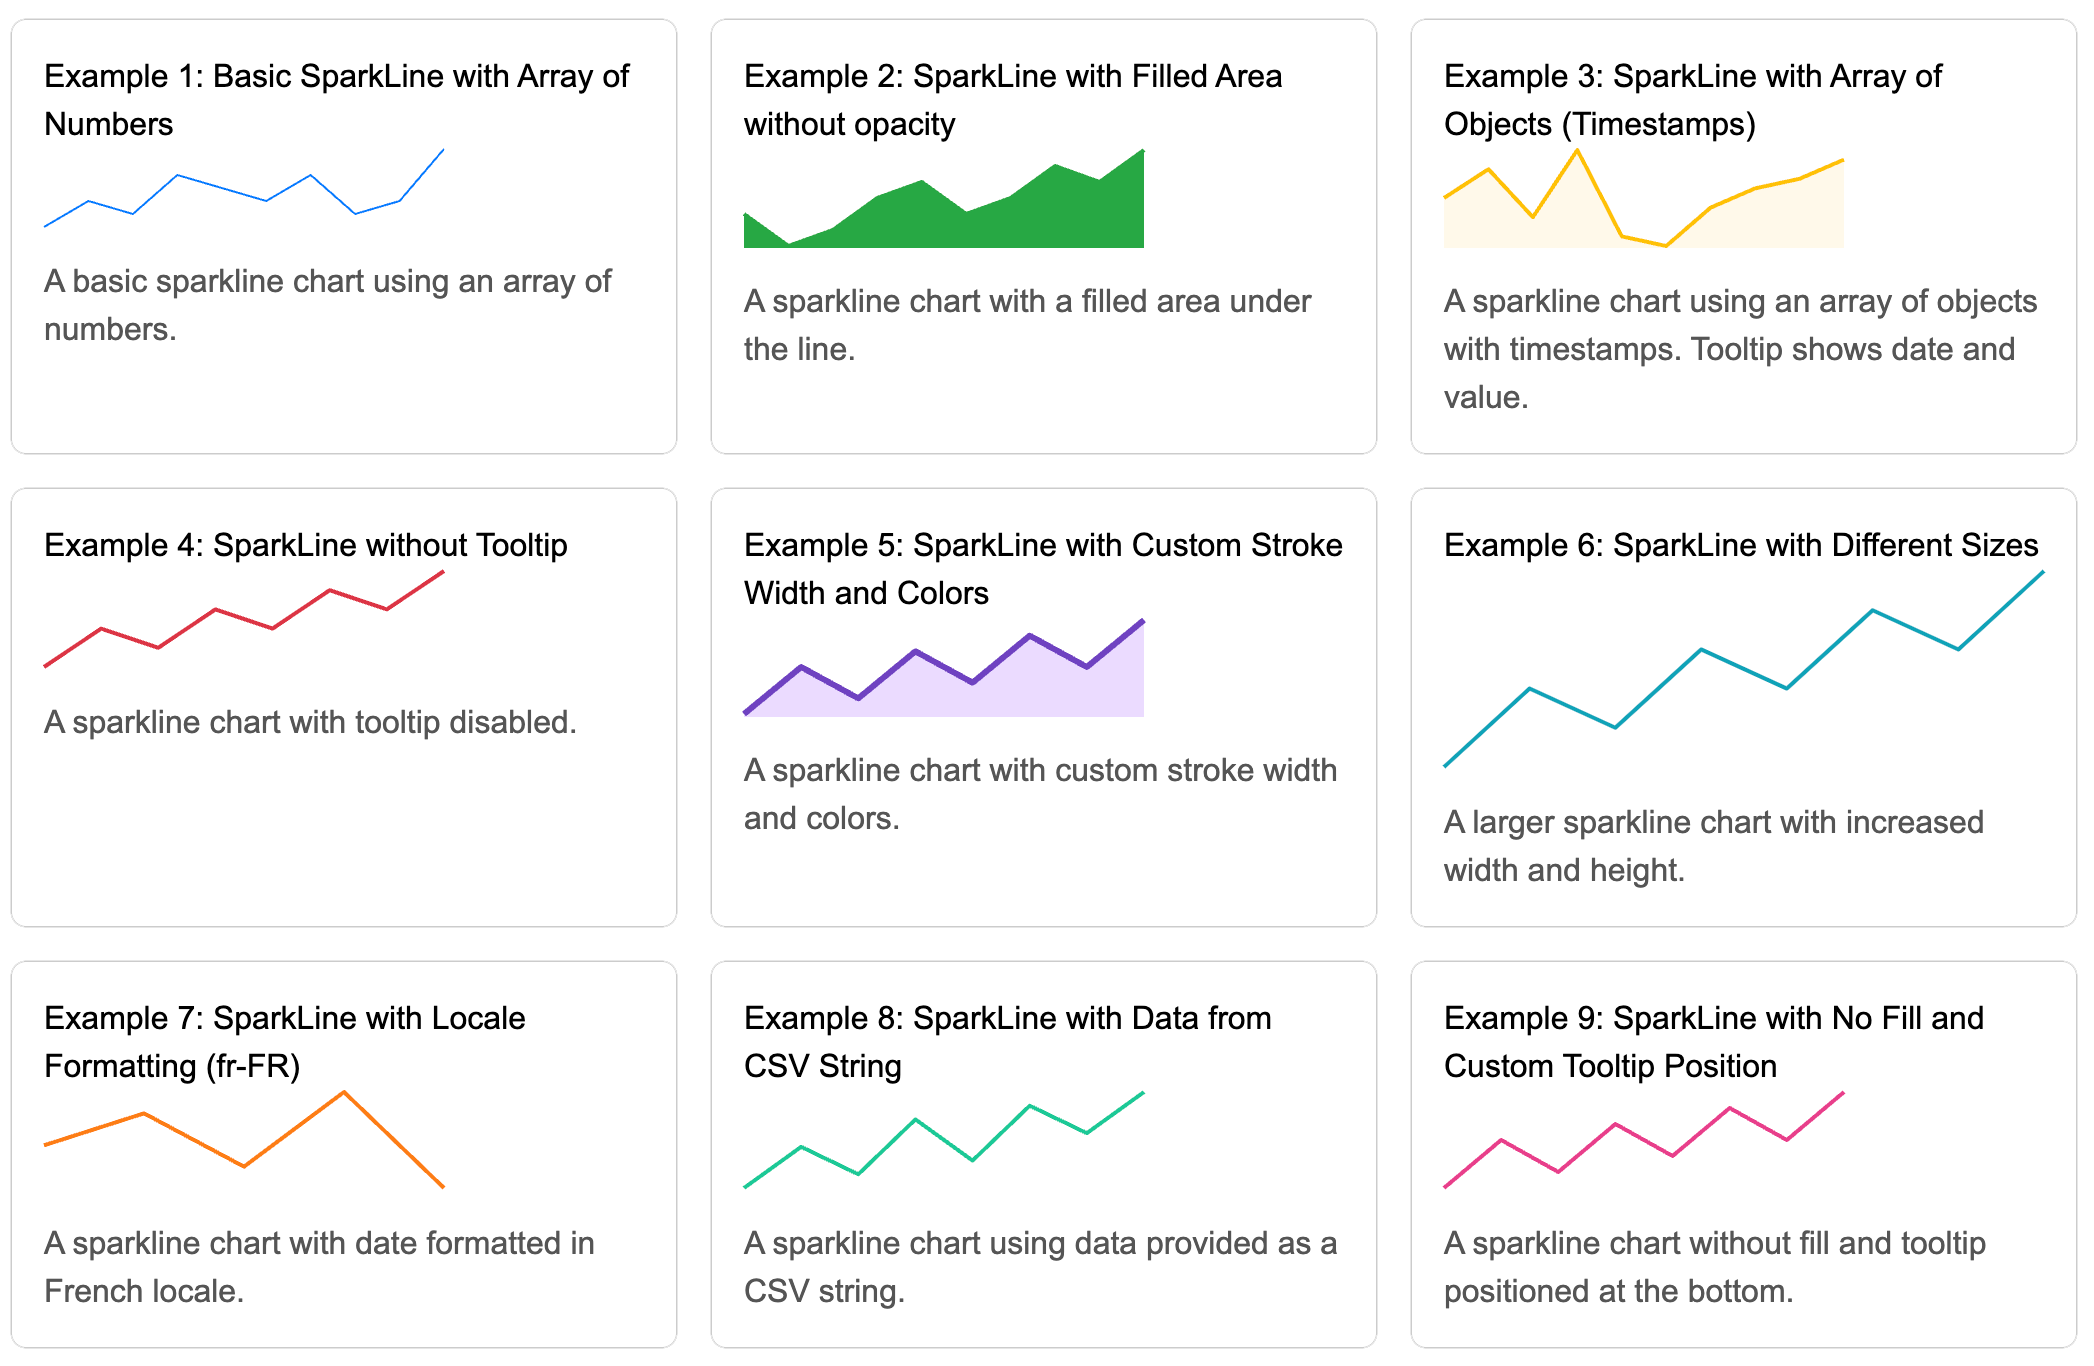 Example 1: Basic SparkLine with Array of
Numbers
A basic sparkline chart using an array of
numbers.
Example 2: SparkLine with Filled Area
without opacity
A sparkline chart with a filled area under
the line.
Example 3: SparkLine with Array of
Objects (Timestamps)
A sparkline chart using an array of objects
with timestamps. Tooltip shows date and
value.
Example 4: SparkLine without Tooltip
A sparkline chart with tooltip disabled.
Example 5: SparkLine with Custom Stroke
Width and Colors
A sparkline chart with custom stroke width
and colors.
Example 6: SparkLine with Different Sizes
A larger sparkline chart with increased
width and height.
Example 7: SparkLine with Locale
Formatting (fr-FR)
A sparkline chart with date formatted in
French locale.
Example 8: SparkLine with Data from
CSV String
A sparkline chart using data provided as a
CSV string.
Example 9: SparkLine with No Fill and
Custom Tooltip Position
A sparkline chart without fill and tooltip
positioned at the bottom.